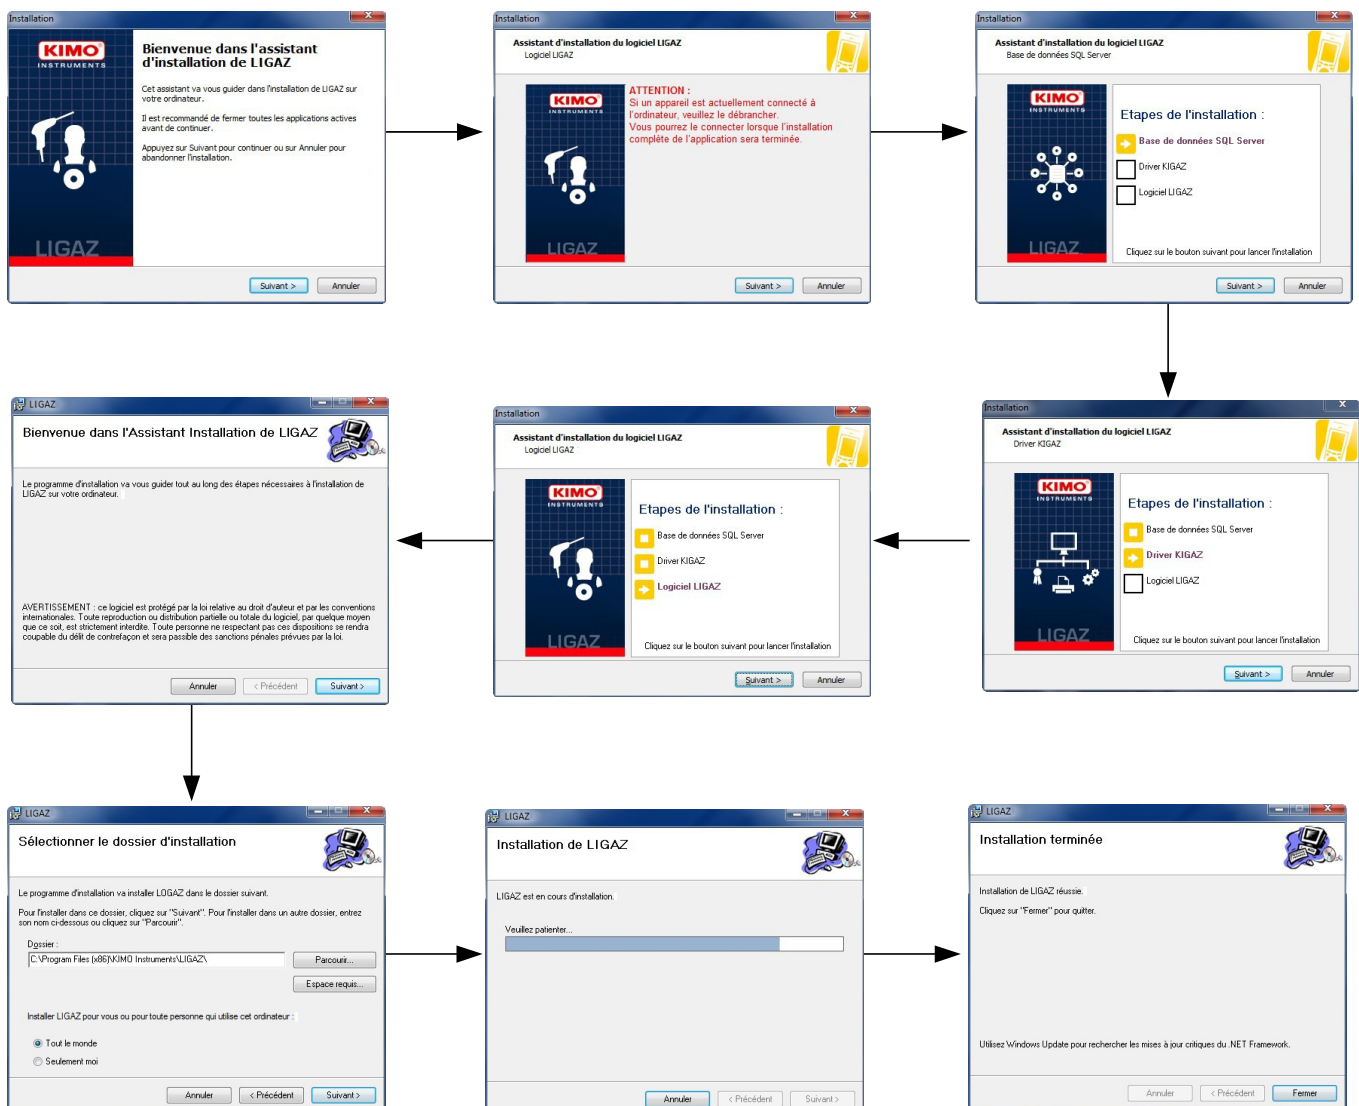 Installation
KIMO
INSTRUMENTS
LIGAZ
Bienvenue dans l'assistant
d'installation de LIGAZ
Cet assistant va vous guider dans l'installation de LIGAZ sur
votre ordinateur.
Il est recommandé de fermer toutes les applications actives
avant de continuer.
Appuyez sur Suivant pour continuer ou sur Annuler pour
abandonner l'installation.
Suivant >
Annuler
Installation
Assistant d'installation du logiciel LIGAZ
Logiciel LIGAZ
KIMO
INSTRUMENTS
LIGAZ
ATTENTION :
Si un appareil est actuellement connecté à
l'ordinateur, veuillez le débrancher.
Vous pourrez le connecter lorsque l'installation
complète de l'application sera terminée.
Suivant >
Annuler
Installation
Assistant d'installation du logiciel LIGAZ
Base de données SQL Server
KIMO
INSTRUMENTS
LIGAZ
Etapes de l'installation :
Base de données SQL Server
Driver KIGAZ
Logiciel LIGAZ
Cliquez sur le bouton suivant pour lancer l'installation
Suivant >
Annuler
Installation
Assistant d'installation du logiciel LIGAZ
Driver KIGAZ
KIMO
INSTRUMENTS
LIGAZ
Etapes de l'installation :
Base de données SQL Server
Driver KIGAZ
Logiciel LIGAZ
Cliquez sur le bouton suivant pour lancer l'installation
Suivant >
Annuler
Installation
Assistant d'installation du logiciel LIGAZ
Logiciel LIGAZ
KIMO
INSTRUMENTS
LIGAZ
Etapes de l'installation :
Base de données SQL Server
Driver KIGAZ
Logiciel LIGAZ
Cliquez sur le bouton suivant pour lancer l'installation
Suivant >
Annuler
LIGAZ
Bienvenue dans l'Assistant Installation de LIGAZ
Le programme d'installation va vous guider tout au long des étapes nécessaires à l'installation de
LIGAZ sur votre ordinateur.
AVERTISSEMENT : ce logiciel est protégé par la loi relative au droit d'auteur et par les conventions
internationales. Toute reproduction ou distribution partielle ou totale du logiciel, par quelque moyen
que ce soit, est strictement interdite. Toute personne ne respectant pas ces dispositions se rendra
coupable du délit de contrefaçon et sera passible des sanctions pénales prévues par la loi.
Annuler
< Précédent
Suivant >
LIGAZ
Sélectionner le dossier d'installation
Le programme d'installation va installer LOGAZ dans le dossier suivant.
Pour l'installer dans ce dossier, cliquez sur "Suivant". Pour l'installer dans un autre dossier, entrez
son nom ci-dessous ou cliquez sur "Parcourir".
Dossier :
C:\Program Files (x86)\KIMO Instruments\LIGAZ\
Parcourir...
Espace requis...
Installer LIGAZ pour vous ou pour toute personne qui utilise cet ordinateur :
Tout le monde
Seulement moi
Annuler
< Précédent
Suivant >
LIGAZ
Installation de LIGAZ
LIGAZ est en cours d'installation.
Veuillez patienter...
Annuler
< Précédent
Suivant >
LIGAZ
Installation terminée
Installation de LIGAZ réussie.
Cliquez sur "Fermer" pour quitter.
Utilisez Windows Update pour rechercher les mises à jour critiques du .NET Framework.
Annuler
< Précédent
Fermer